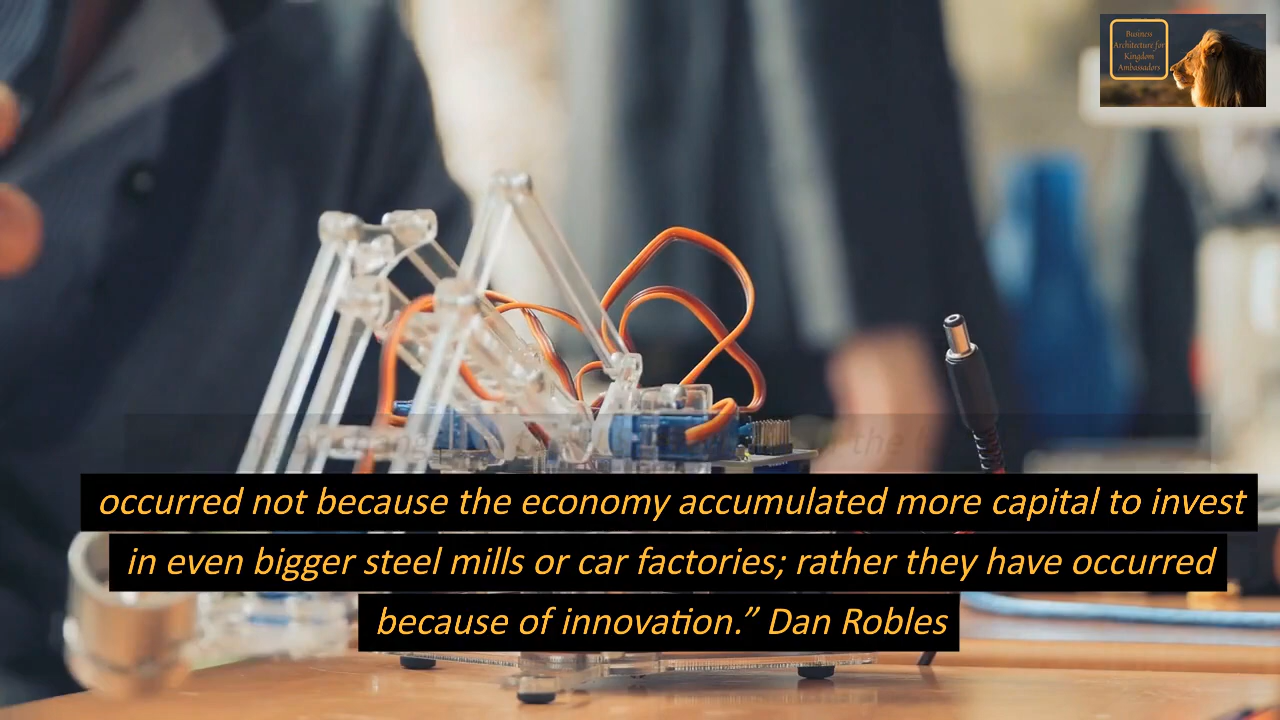 Business
Architecture for
Kingdom
Ambassadors
occurred not because the economy accumulated more capital to invest
in even bigger steel mills or car factories; rather they have occurred
because of innovation.” Dan Robles